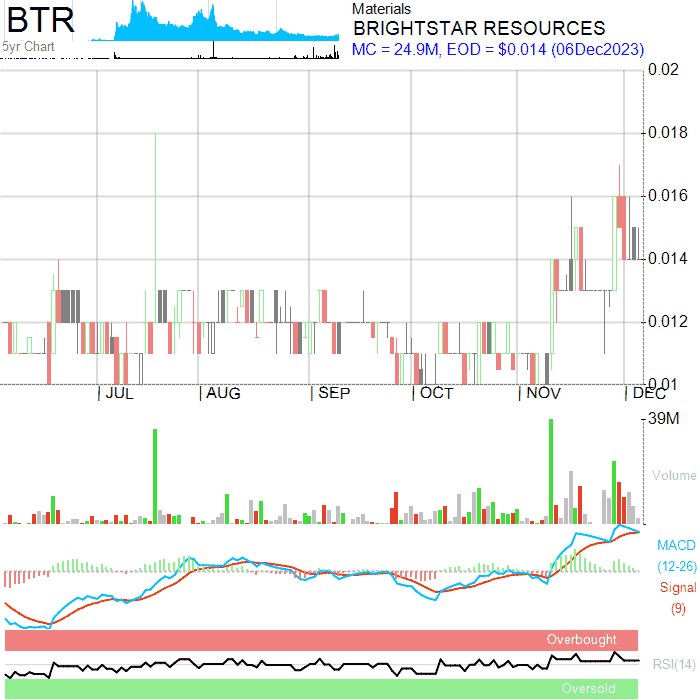 BTR
5yr Chart
Materials
BRIGHTSTAR RESOURCES
MC = 24.9M, EOD = $0.014 (06Dec2023)
0.02
0.018
0.016
0.014
0.012
0.01
JUL AUG SEP OCT NOV DEC
39M
Volume
MACD
(12-26)
Signal
(9)
Overbought
RSI(14)
Oversold